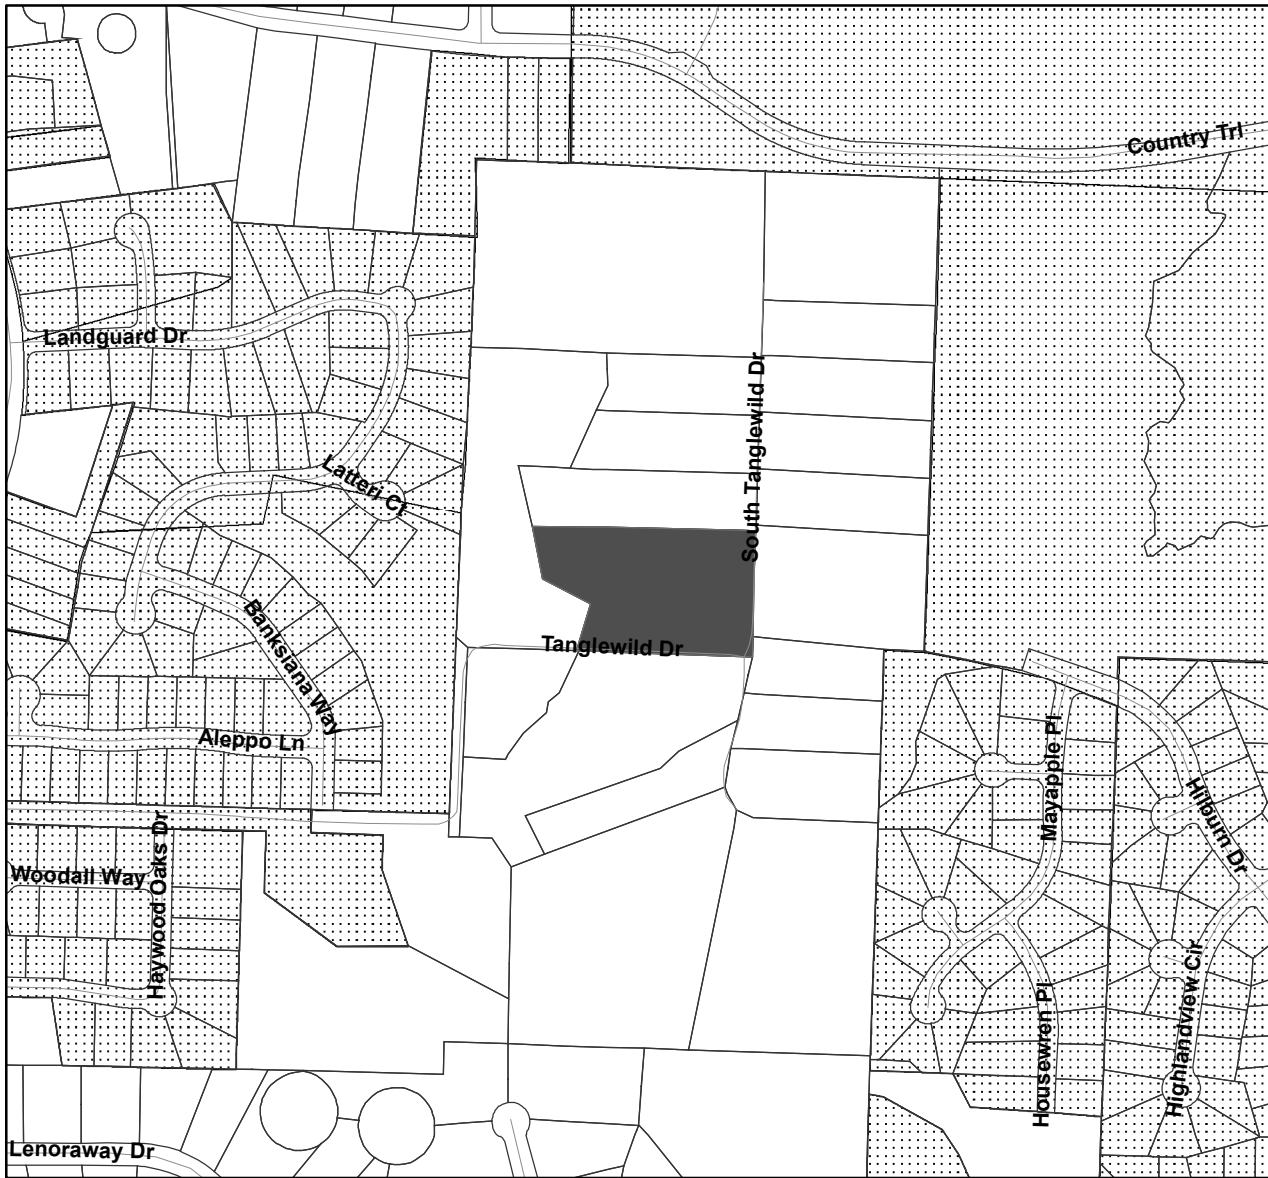 Country Trl
Landguard Dr
South Tanglewild Dr
Latteri Ct
Tanglewild Dr
Banksiana Way
Aleppo Ln
Mayapple Pl
Hilburn Dr
Haywood Oaks Dr
Woodall Way
Highlandview Cir
Housewren Pl
Lenoraway Dr